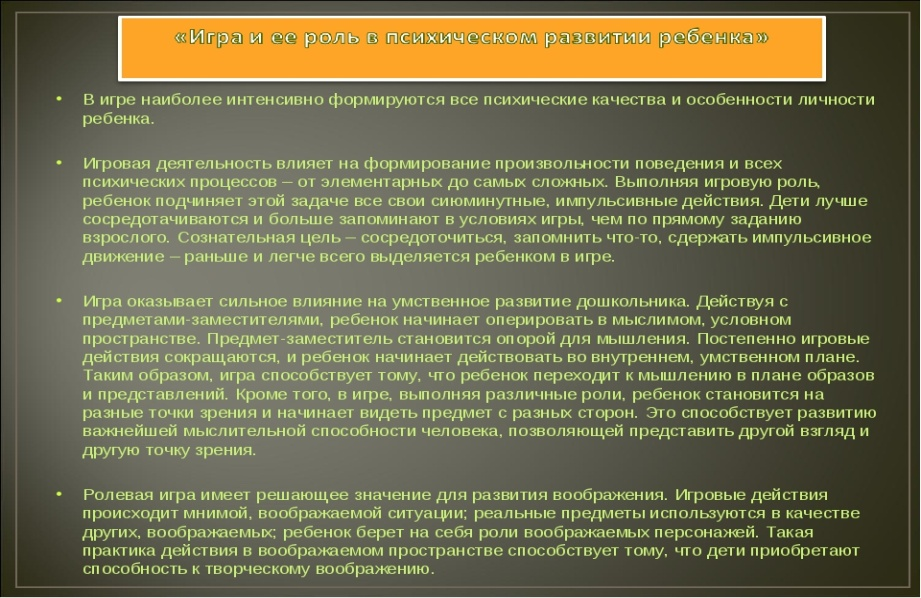 «Игра и ее роль в психическом развитии ребенка»
• В игре наиболее интенсивно формируются все психические качества и особенности личности
ребенка.
• Игровая деятельность влияет на формирование произвольности поведения и всех
психических процессов – от элементарных до самых сложных. Выполняя игровую роль,
ребенок подчиняет этой задаче все свои сиюминутные, импульсивные действия. Дети лучше
сосредотачиваются и больше запоминают в условиях игры, чем по прямому заданию
взрослого. Сознательная цель – сосредоточиться, запомнить что-то, сдержать импульсивное
движение – раньше и легче всего выделяется ребенком в игре.
• Игра оказывает сильное влияние на умственное развитие дошкольника. Действуя с
предметами-заместителями, ребенок начинает оперировать в мыслимом, условном
пространстве. Предмет-заместитель становится опорой для мышления. Постепенно игровые
действия сокращаются, и ребенок начинает действовать во внутреннем, умственном плане.
Таким образом, игра способствует тому, что ребенок переходит к мышлению в плане образов
и представлений. Кроме того, в игре, выполняя различные роли, ребенок становится на
разные точки зрения и начинает видеть предмет с разных сторон. Это способствует развитию
важнейшей мыслительной способности человека, позволяющей представить другой взгляд и
другую точку зрения.
• Ролевая игра имеет решающее значение для развития воображения. Игровые действия
происходит мнимой, воображаемой ситуации; реальные предметы используются в качестве
других, воображаемых; ребенок берет на себя роли воображаемых персонажей. Такая
практика действия в воображаемом пространстве способствует тому, что дети приобретают
способность к творческому воображению.